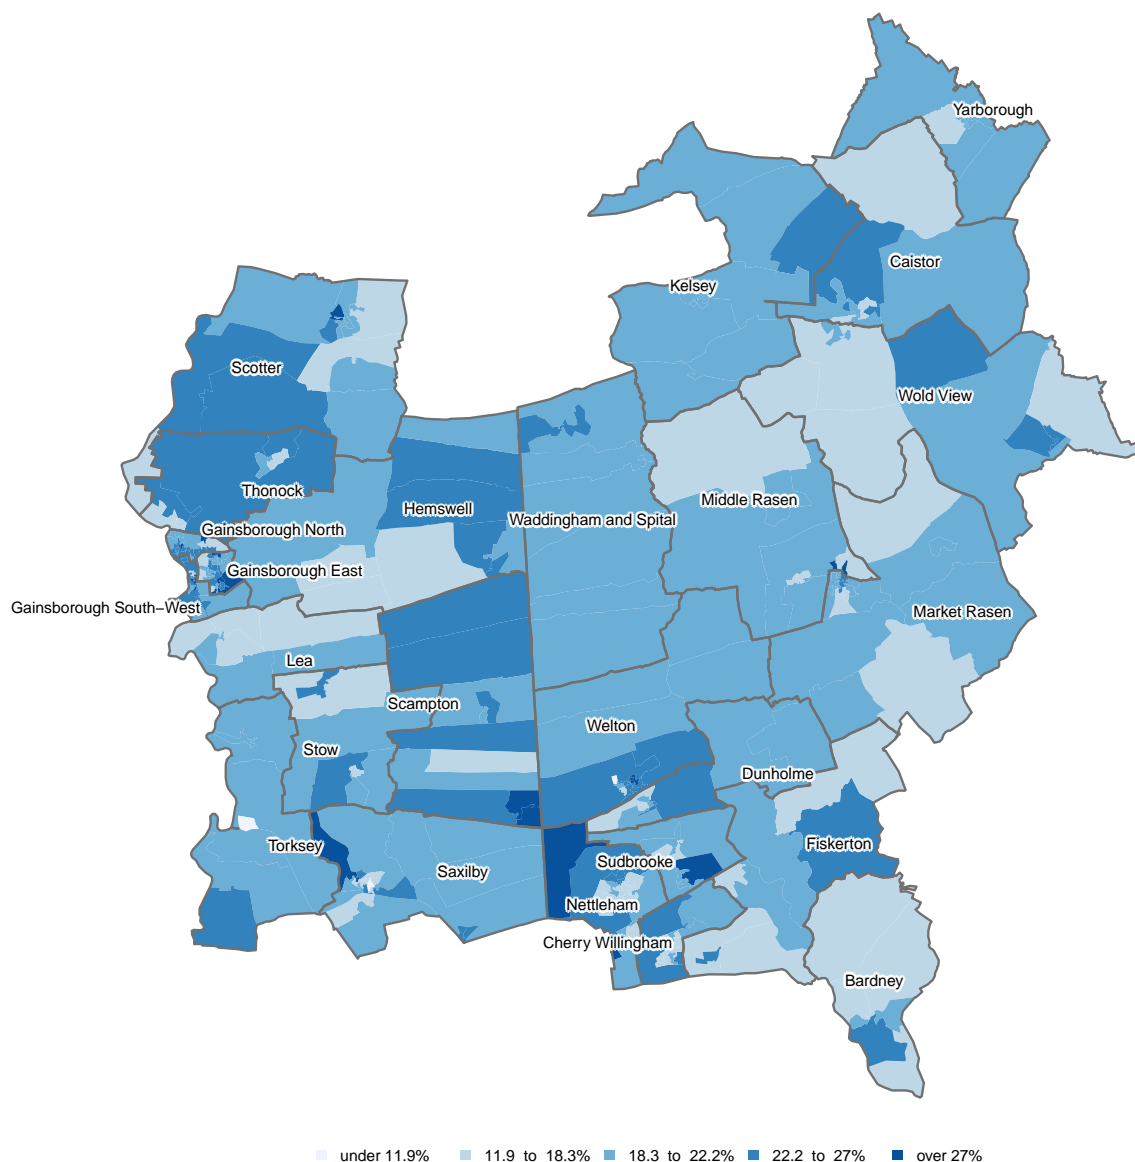 Yarborough
Caistor
Kelsey
Scotter
Wold View
Thonock
Middle Rasen
Hemswell
Waddingham and Spital
Gainsborough North
Gainsborough East
Gainsborough South−West
Market Rasen
Lea
Scampton
Welton
Stow
Dunholme
Torksey
Fiskerton
Sudbrooke
Saxilby
Nettleham
Cherry Willingham
Bardney
under 11.9% 11.9 to 18.3% 18.3 to 22.2% 22.2 to 27% over 27%